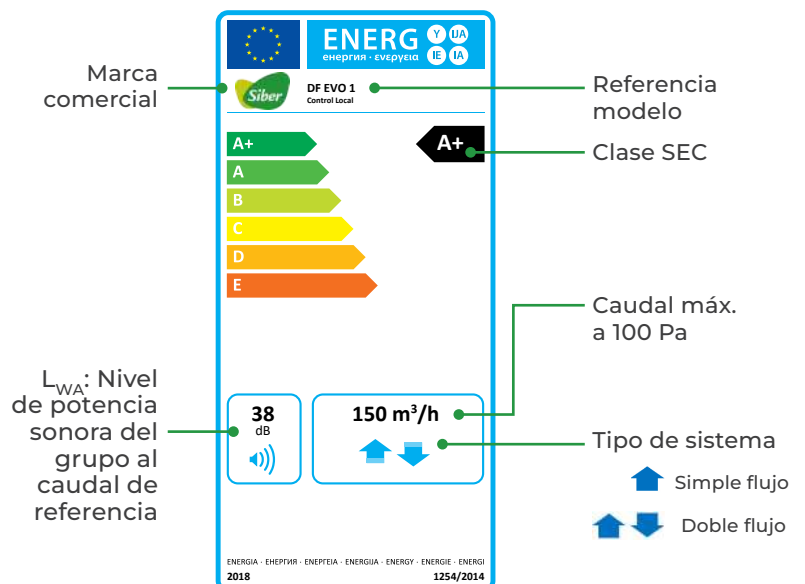 ENERG
енергия · ενεργεια
Y
IJA
IE
IA
Marca
comercial
Siber
DF EVO 1
Control Local
Referencia
modelo
A+
A+
Clase SEC
A
B
C
D
E
Caudal máx.
a 100 Pa
LWA: Nivel
de potencia
sonora del
grupo al
caudal de
referencia
38
dB
150 m³/h
Tipo de sistema
Simple flujo
Doble flujo
ENERGIA · ЕНЕРГИЯ · ΕΝΕΡΓΕΙΑ · ENERGIJA · ENERGY · ENERGIE · ENERGI
2018
1254/2014